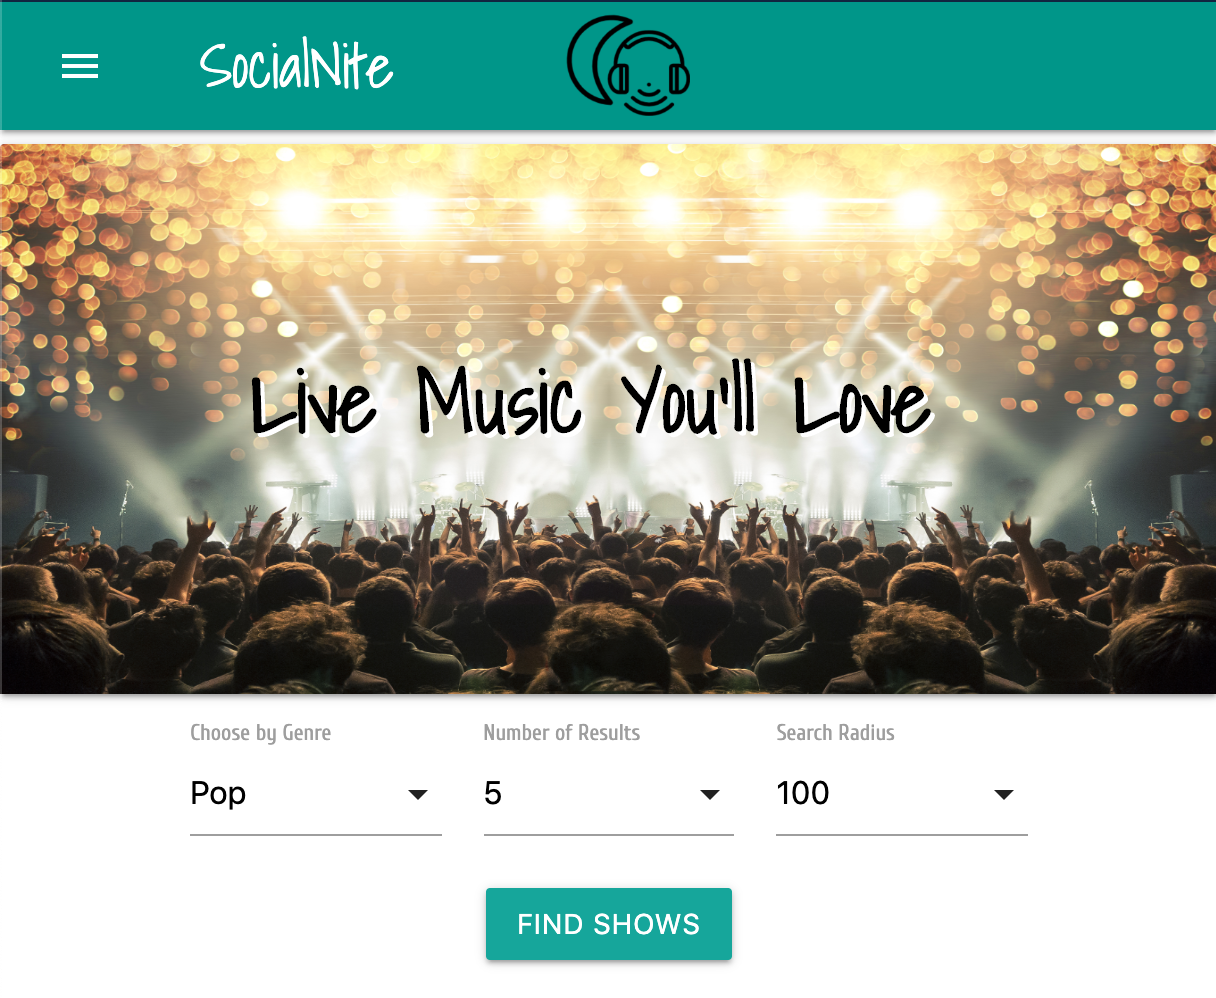 SocialNite
Live Music You'll Love
Choose by Genre
Number of Results
Search Radius
Pop
5
100
FIND SHOWS